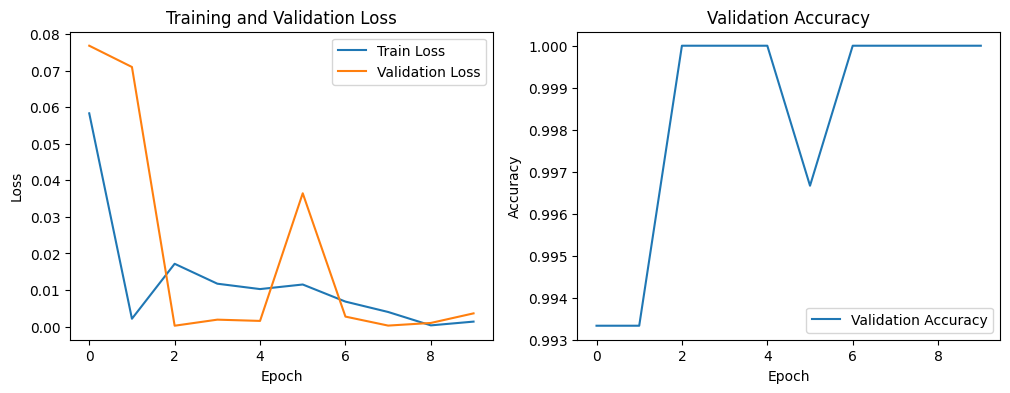 Training and Validation Loss
0.08
0.07
0.06
0.05
0.04
0.03
0.02
0.01
0.00
Loss
Train Loss
Validation Loss
0 2 4 6 8
Epoch
Validation Accuracy
1.000
0.999
0.998
0.997
0.996
0.995
0.994
0.993
Accuracy
Validation Accuracy
0 2 4 6 8
Epoch